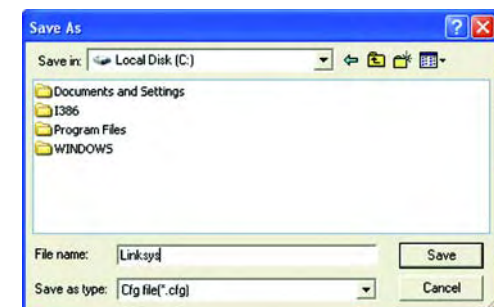 Save As
Save in: Local Disk (C:)
Documents and Settings
I386
Program Files
WINDOWS
File name: Linksys Save
Save as type: Cfg file(*.cfg) Cancel